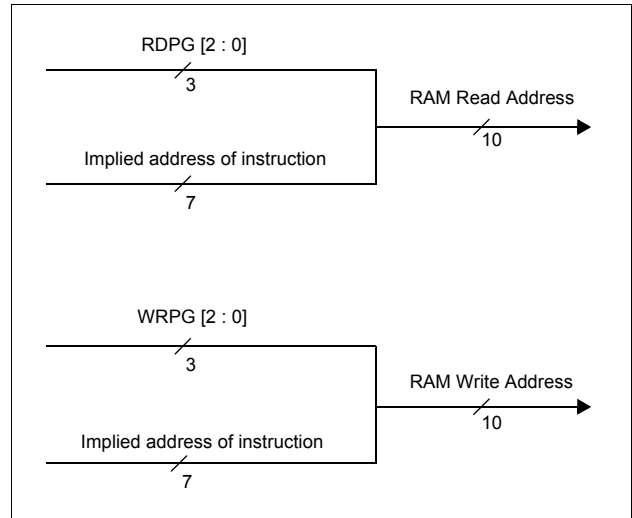 RDPG [2 : 0]
3
RAM Read Address
10
Implied address of instruction
7
WRPG [2 : 0]
3
RAM Write Address
10
Implied address of instruction
7